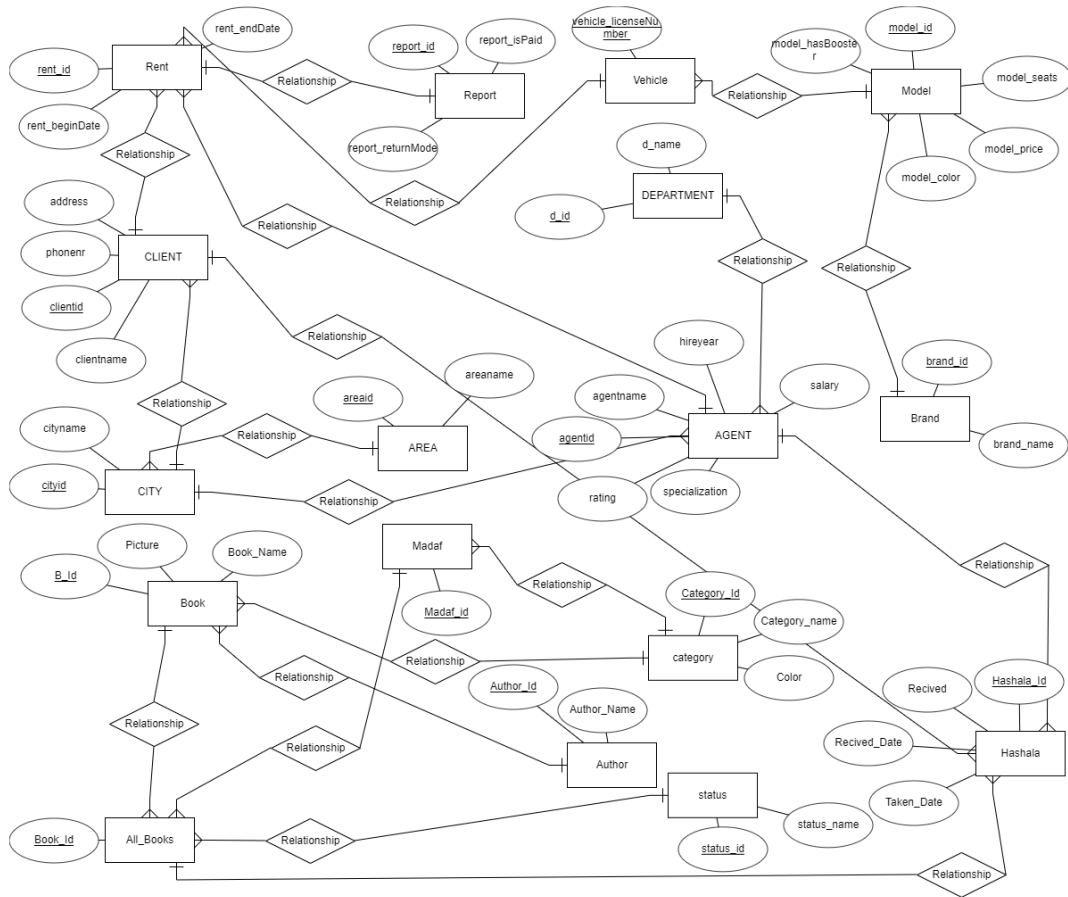 rent_endDate
rent_id
Rent
rent_beginDate
Relationship
report_id
report_isPaid
Report
report_returnMode
vehicle_licenseNu
mber
Vehicle
Relationship
model_hasBooste
r
model_id
Model
model_seats
model_price
model_color
Relationship
Relationship
Relationship
d_name
DEPARTMENT
d_id
Relationship
Relationship
address
phonenr
CLIENT
clientid
clientname
Relationship
Relationship
Relationship
cityname
cityid
CITY
Relationship
areaid
areaname
AREA
Relationship
hireyear
agentname
agentid
salary
AGENT
rating
specialization
brand_id
Brand
brand_name
Relationship
Picture
B_Id
Book_Name
Book
Madaf
Madaf_id
Relationship
Category_Id
Category_name
category
Color
Relationship
Relationship
Author_Id
Author_Name
Author
Relationship
Relationship
Recived
Hashala_Id
Recived_Date
Hashala
Taken_Date
Book_Id
All_Books
Relationship
status
status_name
status_id
Relationship